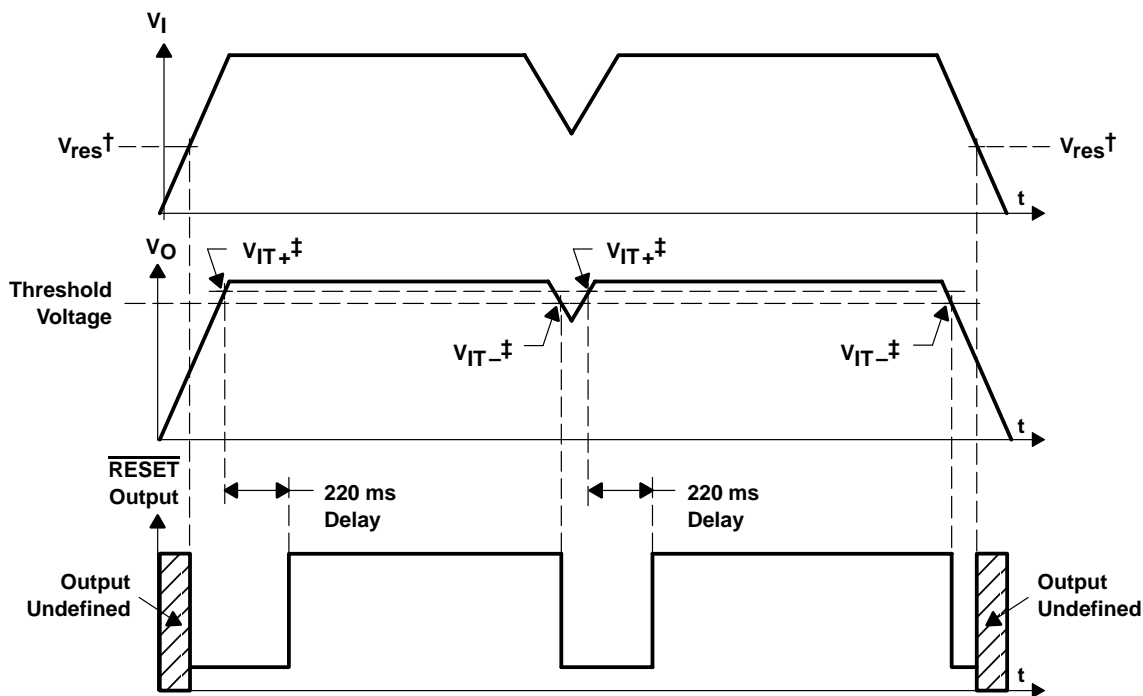 VI
Vres†
Vres†
t
VO
VIT+‡
VIT+‡
Threshold
Voltage
VIT−‡
VIT−‡
t
RESET
Output
220 ms
Delay
220 ms
Delay
Output
Undefined
Output
Undefined
t